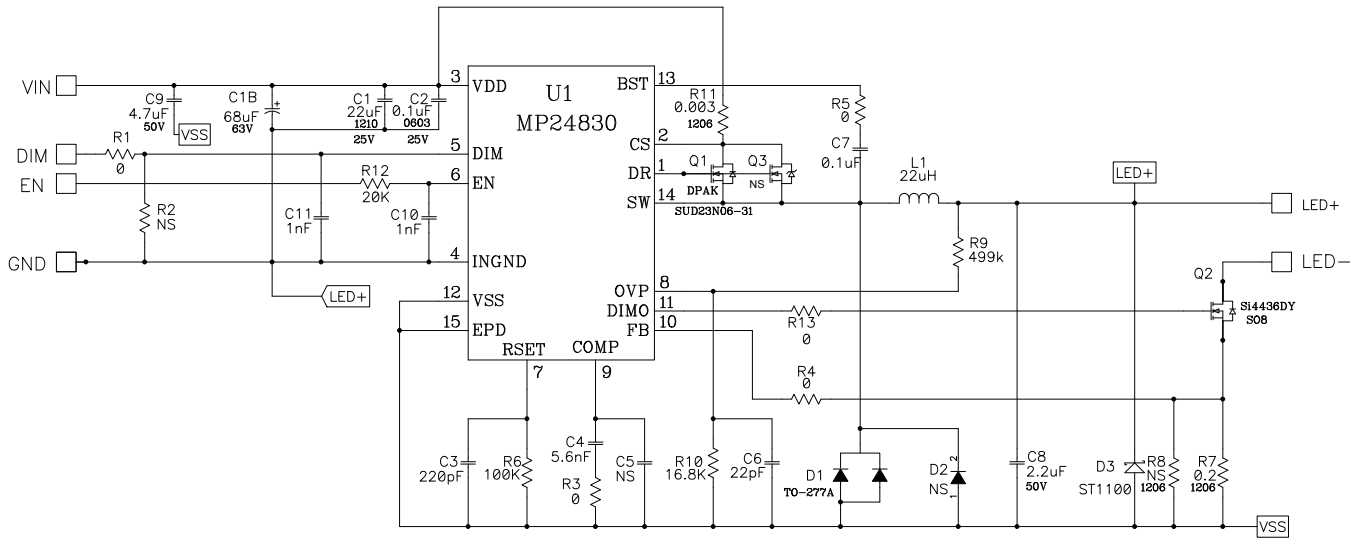 VIN
C9
4.7uF
50V
VSS
C1B
+
68uF
63V
C1
22uF
1210
25V
C2
0.1uF
0603
25V
3 VDD
U1
MP24830
BST 13
R11
0.003
1206
R5
0
DIM
R1
0
5 DIM
CS 2
C7
0.1uF
EN
R12
20K
6 EN
DR 1
Q1
DPAK
SUD23N06-31
Q3
NS
L1
22uH
LED+
R2
NS
C11
1nF
C10
1nF
SW 14
LED+
GND
4 INGND
R9
499k
LED-
LED+
OVP 8
Q2
12 VSS
DIMO 11
R13
0
Si4436DY
SO8
15 EPD
FB 10
RSET
7
COMP
9
R4
0
C3
220pF
R6
100K
C4
5.6nF
R3
0
C5
NS
R10
16.8K
C6
22pF
D1
TO-277A
D2
NS
2
1
C8
2.2uF
50V
D3
ST1100
R8
NS
1206
R7
0.2
1206
VSS